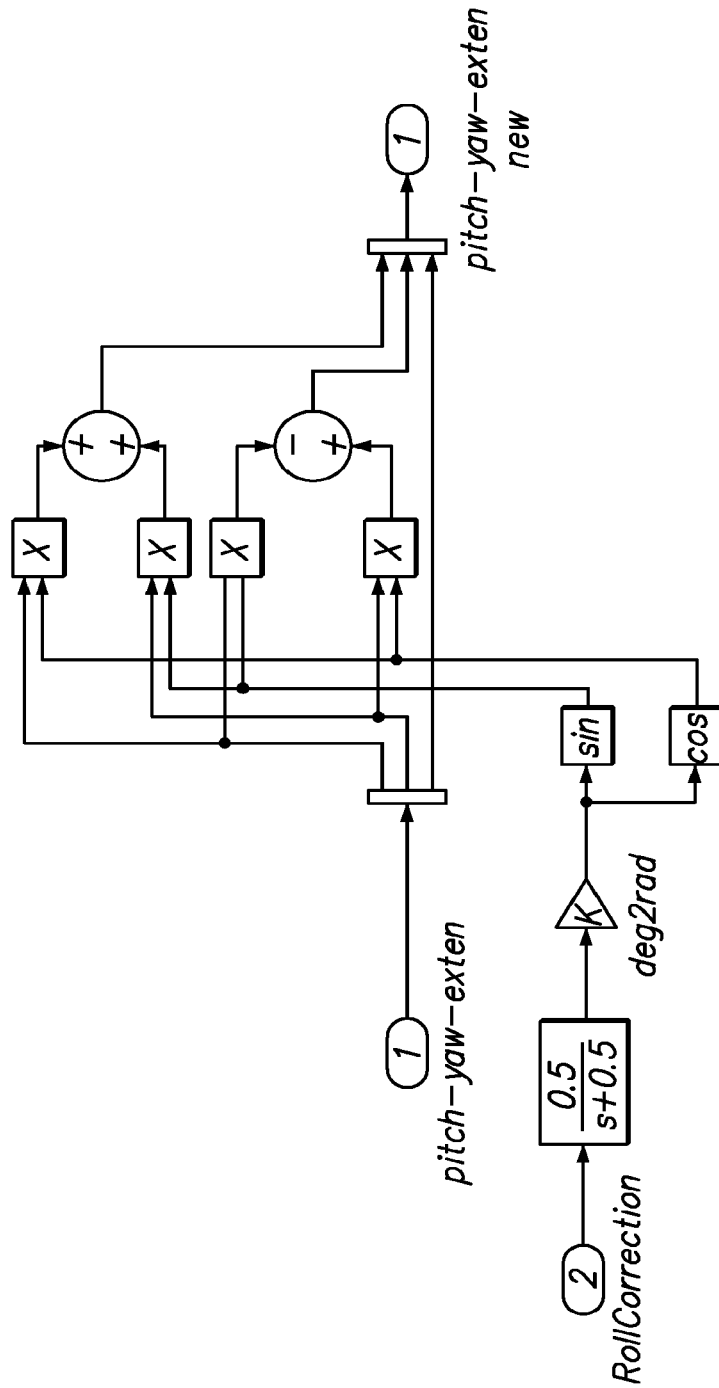 X
+
+
X
X
−
+
X
1
pitch−yaw−exten
1
pitch−yaw−exten
new
2
RollCorrection
0.5
s+0.5
K
deg2rad
sin
cos